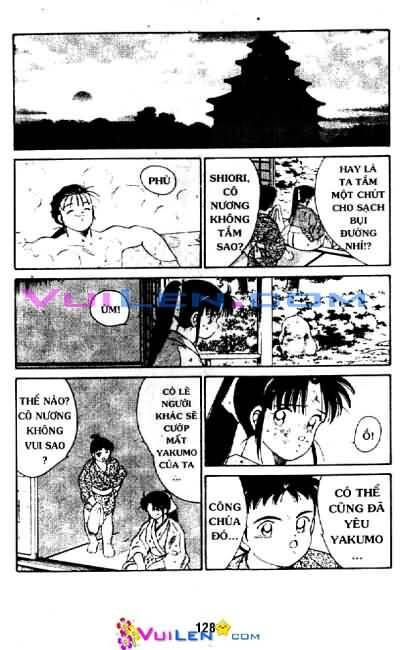 HAY LÀ
TA TẮM
MỘT CHÚT
CHO SẠCH
BỤI
ĐƯỜNG
NHỈ!?
SHIORI,
CÔ
NƯƠNG
KHÔNG
TẮM
SAO?
PHÙ
ỪM!
VUILEN.COM
Ồ!
CÓ LẼ
NGƯỜI
KHÁC SẼ
CƯỚP
MẤT
YAKUMO
CỦA TA
...
THẾ NÀO?
CÔ NƯƠNG
KHÔNG
VUI SAO
?
CÓ THỂ
CŨNG ĐÃ
YÊU
YAKUMO
CÔNG
CHÚA
ĐÓ...
128
VUILEN.COM